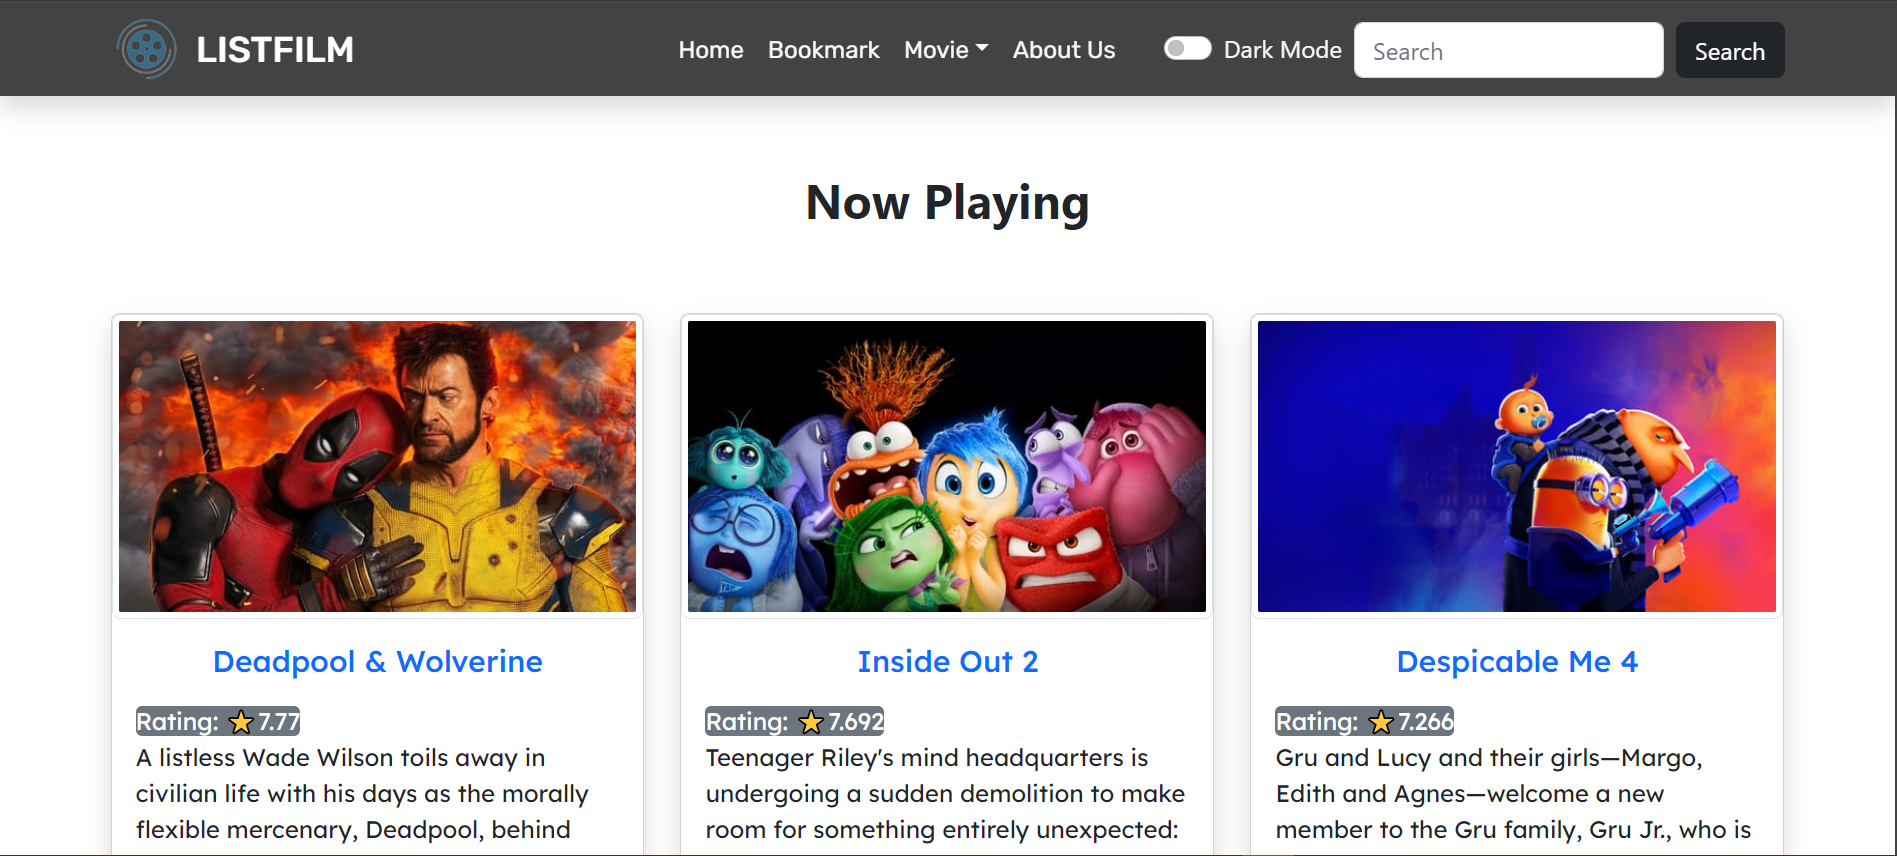 LISTFILM
Home Bookmark Movie About Us Dark Mode Search Search
Now Playing
Deadpool & Wolverine
Rating: ⭐7.77
A listless Wade Wilson toils away in
civilian life with his days as the morally
flexible mercenary, Deadpool, behind
Inside Out 2
Rating: ⭐7.692
Teenager Riley's mind headquarters is
undergoing a sudden demolition to make
room for something entirely unexpected:
Despicable Me 4
Rating: ⭐7.266
Gru and Lucy and their girls—Margo,
Edith and Agnes—welcome a new
member to the Gru family, Gru Jr., who is